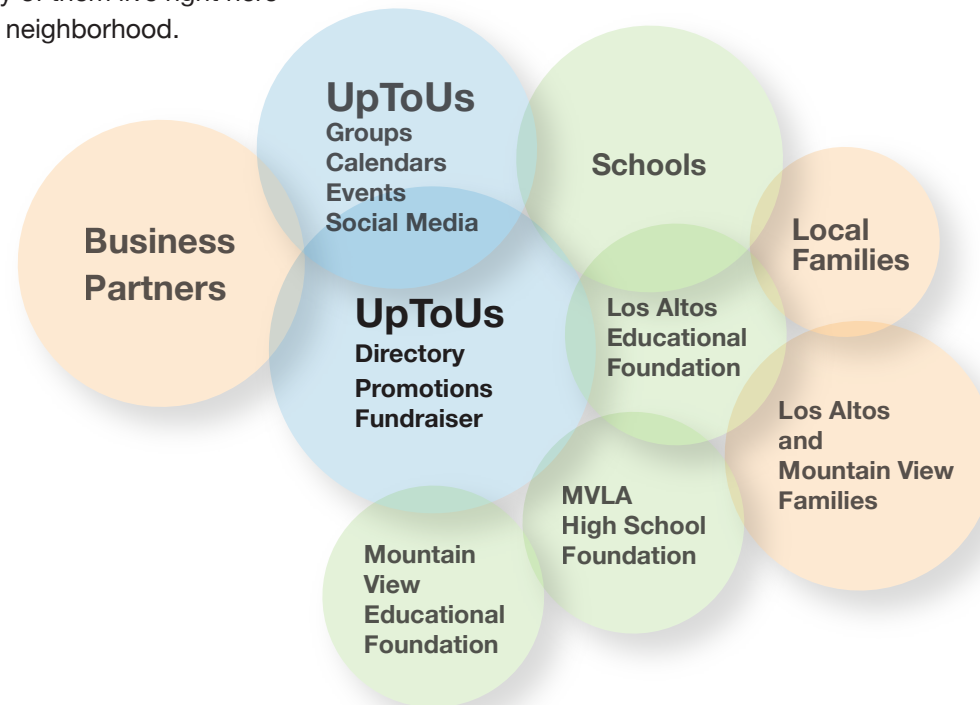 of them live right here
neighborhood.
UpToUs
Groups
Calendars
Events
Social Media
Schools
Business
Partners
Local
Families
UpToUs
Directory
Promotions
Fundraiser
Los Altos
Educational
Foundation
Los Altos
and
Mountain View
Families
MVLA
High School
Foundation
Mountain
View
Educational
Foundation